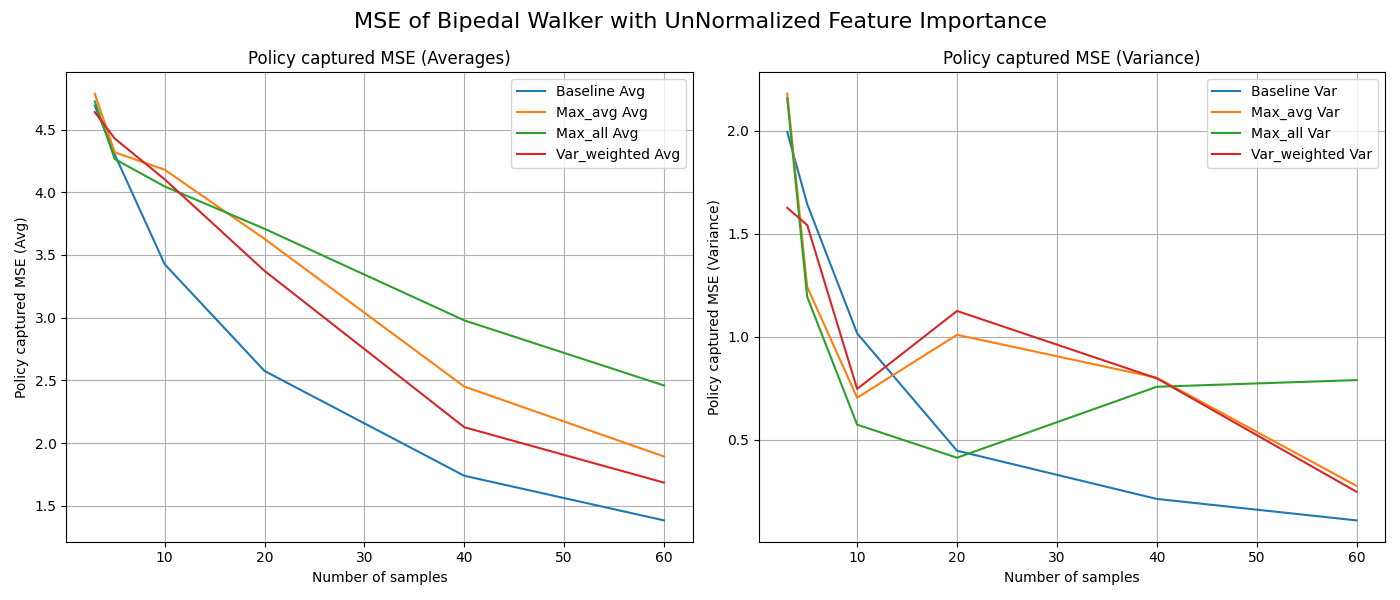 MSE of Bipedal Walker with UnNormalized Feature Importance
Policy captured MSE (Averages)
Baseline Avg
Max_avg Avg
Max_all Avg
Var_weighted Avg
Policy captured MSE (Avg)
4.5
4.0
3.5
3.0
2.5
2.0
1.5
10 20 30 40 50 60
Number of samples
Policy captured MSE (Variance)
Baseline Var
Max_avg Var
Max_all Var
Var_weighted Var
Policy captured MSE (Variance)
2.0
1.5
1.0
0.5
10 20 30 40 50 60
Number of samples